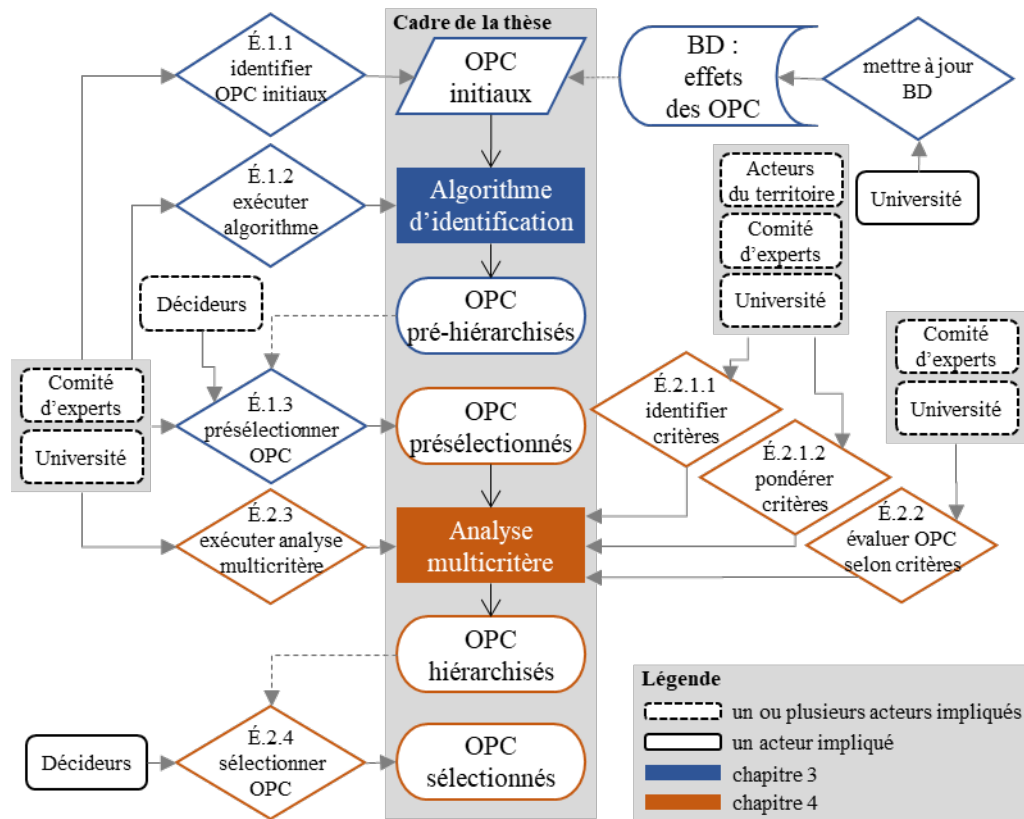 Cadre de la thèse
É.1.1
identifier
OPC initiaux
OPC
initiaux
BD :
effets
des OPC
mettre à jour
BD
É.1.2
exécuter
algorithme
Algorithme
d'identification
Acteurs
du territoire
Comité
d'experts
Université
Université
Décideurs
OPC
pré-hiérarchisés
Comité
d'experts
Université
Comité
d'experts
Université
É.1.3
présélectionner
OPC
OPC
présélectionnés
É.2.1.1
identifier
critères
É.2.1.2
pondérer
critères
É.2.2
évaluer OPC
selon critères
É.2.3
exécuter analyse
multicritère
Analyse
multicritère
OPC
hiérarchisés
Décideurs
É.2.4
sélectionner
OPC
OPC
sélectionnés
Légende
un ou plusieurs acteurs impliqués
un acteur impliqué
chapitre 3
chapitre 4